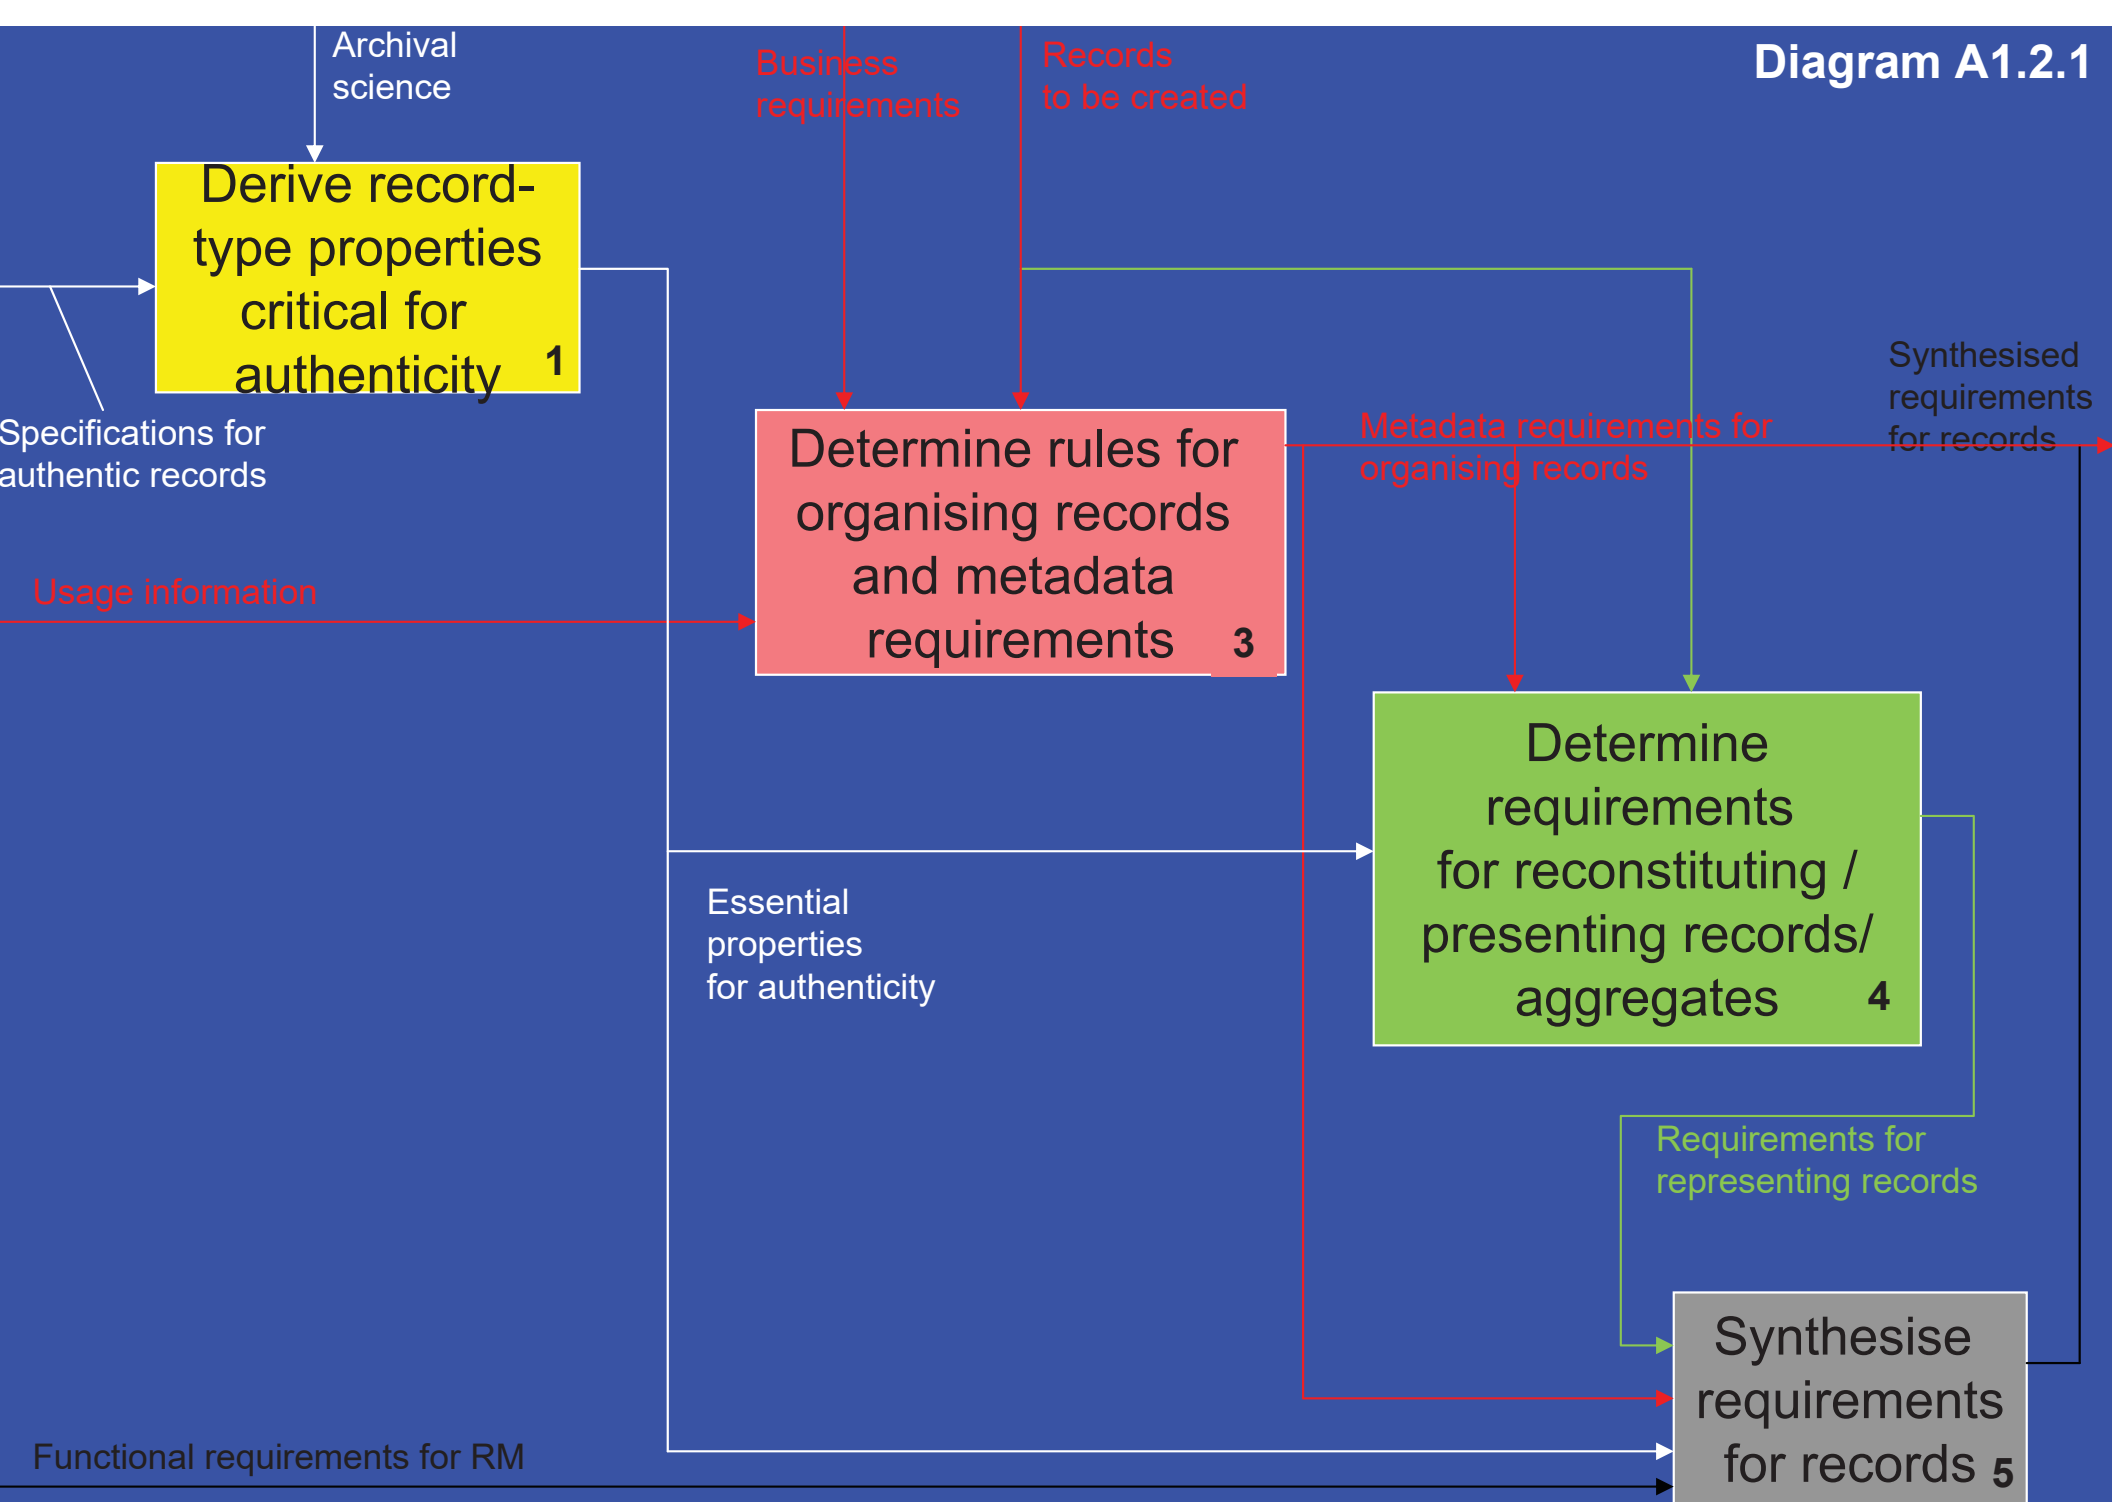 Archival
science
Business
requirements
Records
to be created
Diagram A1.2.1
Derive record-
type properties
critical for
authenticity
1
Specifications for
authentic records
Usage information
Determine rules for
organising records
and metadata
requirements
3
Metadata requirements for
organising records
Synthesised
requirements
for records
Determine
requirements
for reconstituting /
presenting records/
aggregates
4
Essential
properties
for authenticity
Requirements for
representing records
Synthesise
requirements
for records
5
Functional requirements for RM